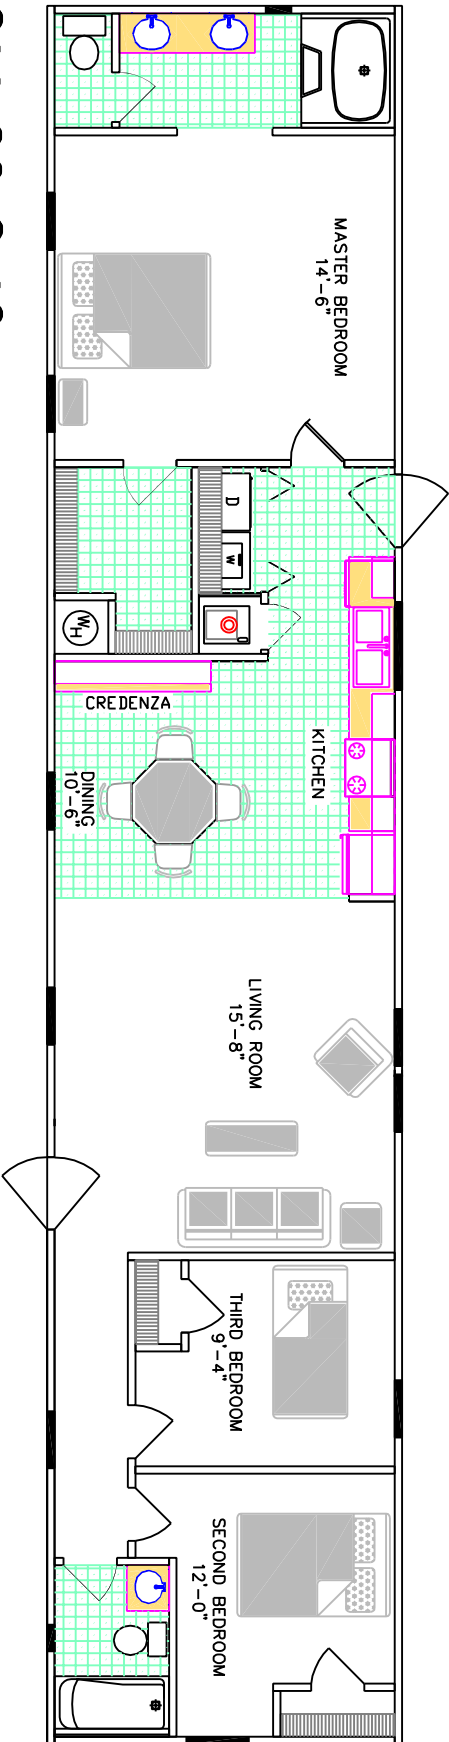 MASTER BEDROOM
14'-6"
D
W
WH
CREDENZA
KITCHEN
DINING
10'-6"
LIVING ROOM
15'-8"
THIRD BEDROOM
9'-4"
SECOND BEDROOM
12'-0"